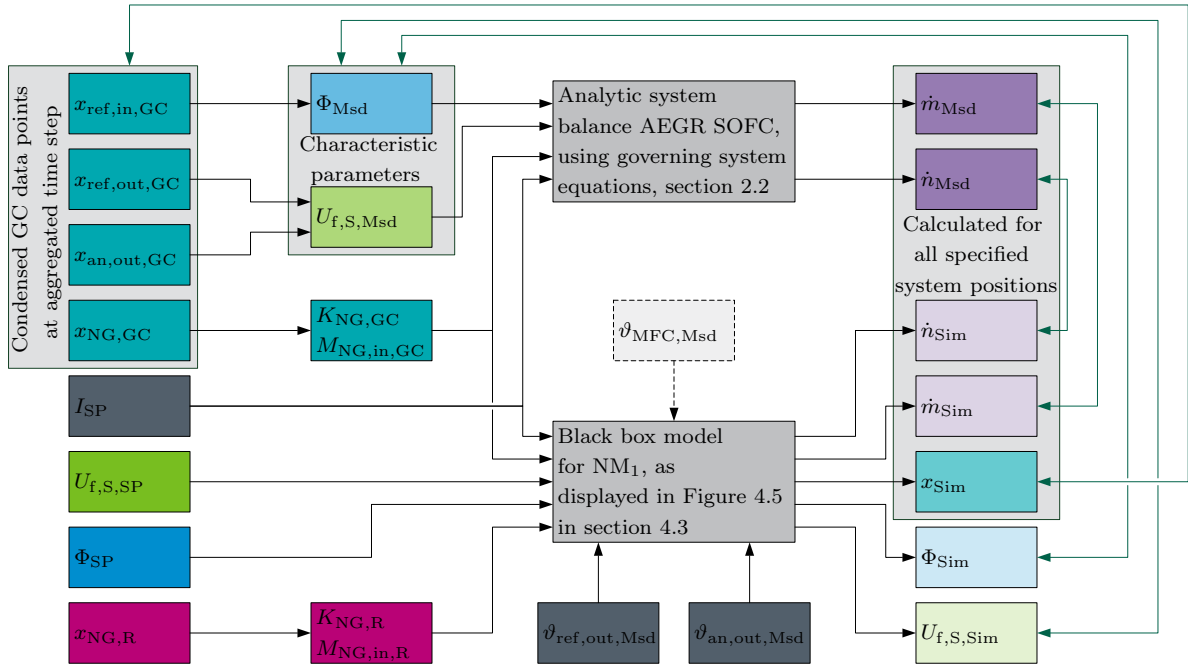 Condensed GC data points
at aggregated time step
x_ref,in,GC
x_ref,out,GC
x_an,out,GC
x_NG,GC
I_SP
U_f,S,SP
Φ_SP
x_NG,R
Φ_Msd
Characteristic
parameters
U_f,S,Msd
K_NG,GC
M_NG,in,GC
K_NG,R
M_NG,in,R
Analytic system
balance AEGR SOFC,
using governing system
equations, section 2.2
ϑ_MFC,Msd
Black box model
for NM₁, as
displayed in Figure 4.5
in section 4.3
ϑ_ref,out,Msd
ϑ_an,out,Msd
ṁ_Msd
ṅ_Msd
Calculated for
all specified
system positions
ṅ_Sim
ṁ_Sim
x_Sim
Φ_Sim
U_f,S,Sim